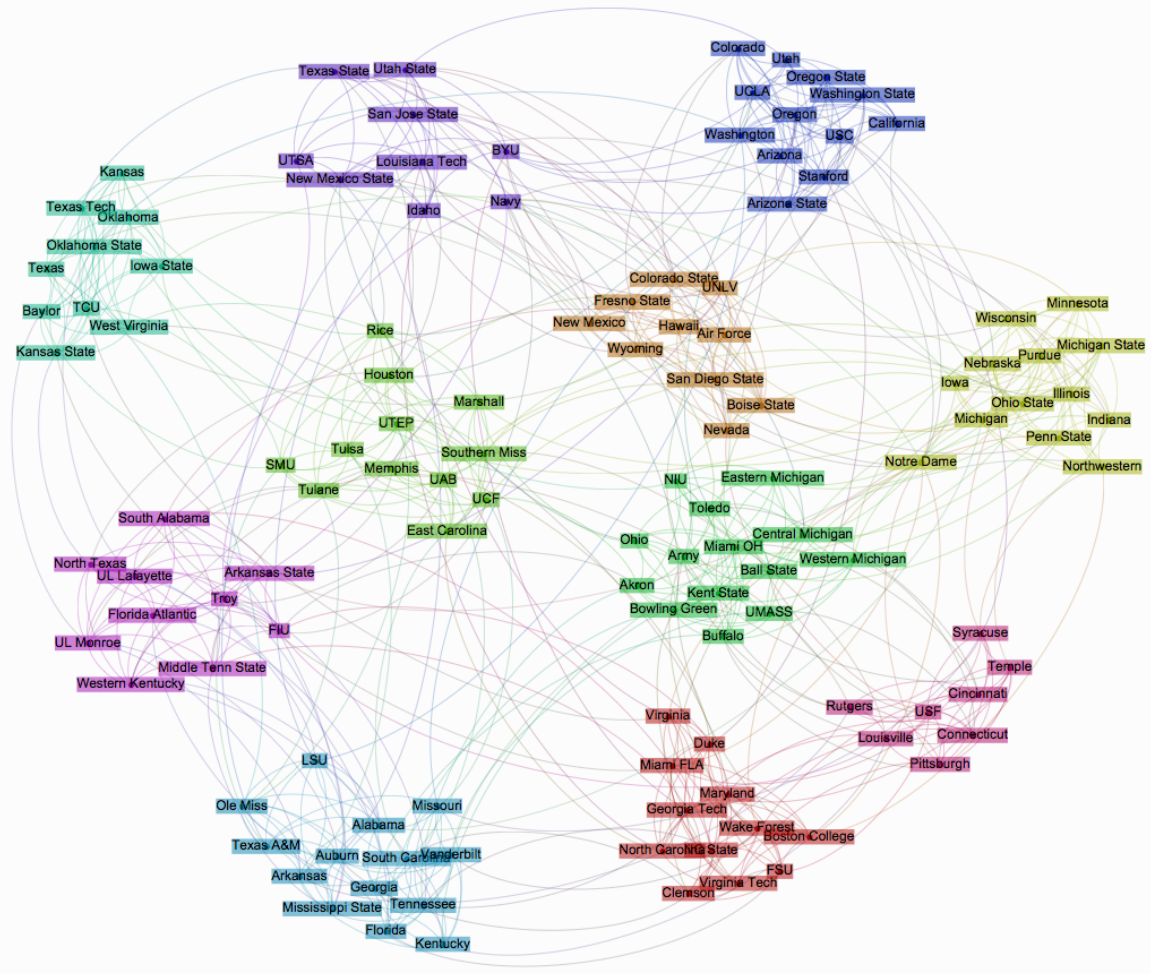 Colorado
Utah
Texas State
Utah State
Oregon State
UCLA
Washington State
San Jose State
Oregon
California
Washington
USC
BYU
Arizona
UTSA
Louisiana Tech
Kansas
New Mexico State
Stanford
Navy
Arizona State
Texas Tech
Idaho
Oklahoma
Oklahoma State
Texas
Iowa State
Colorado State
UNLV
Fresno State
Minnesota
Baylor
TCU
Wisconsin
West Virginia
New Mexico
Hawaii
Rice
Air Force
Michigan State
Kansas State
Wyoming
Purdue
Nebraska
Houston
San Diego State
Iowa
Illinois
Marshall
Boise State
Ohio State
Michigan
Indiana
UTEP
Nevada
Penn State
Tulsa
Southern Miss
Notre Dame
SMU
Memphis
Northwestern
UAB
NIU
Eastern Michigan
Tulane
UCF
Toledo
South Alabama
East Carolina
Central Michigan
Ohio
Miami OH
Army
Western Michigan
North Texas
UL Lafayette
Arkansas State
Ball State
Akron
Kent State
Troy
Bowling Green
UMASS
Florida Atlantic
FIU
Buffalo
Syracuse
UL Monroe
Middle Tenn State
Temple
Western Kentucky
Cincinnati
Rutgers
USF
Virginia
Louisville
Connecticut
Duke
LSU
Miami FLA
Pittsburgh
Maryland
Ole Miss
Missouri
Georgia Tech
Alabama
Wake Forest
Boston College
Texas A&M
North Carolina
NC State
Auburn
South Carolina
Vanderbilt
FSU
Arkansas
Virginia Tech
Georgia
Clemson
Mississippi State
Tennessee
Florida
Kentucky